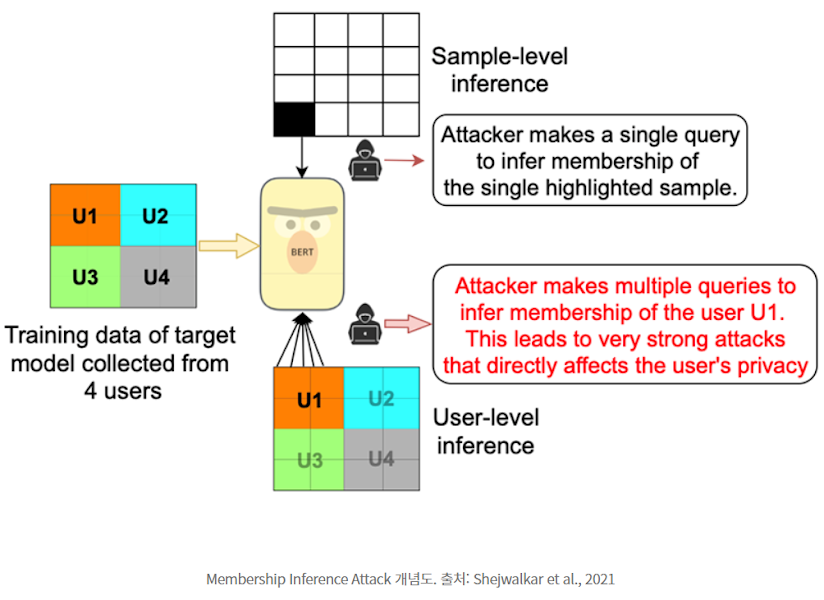 Sample-level
inference
Attacker makes a single query
to infer membership of
the single highlighted sample.
U1 U2
U3 U4
BERT
Training data of target
model collected from
4 users
Attacker makes multiple queries to
infer membership of the user U1.
This leads to very strong attacks
that directly affects the user's privacy
U1 U2
U3 U4
User-level
inference
Membership Inference Attack 개념도. 출처: Shejwalkar et al., 2021